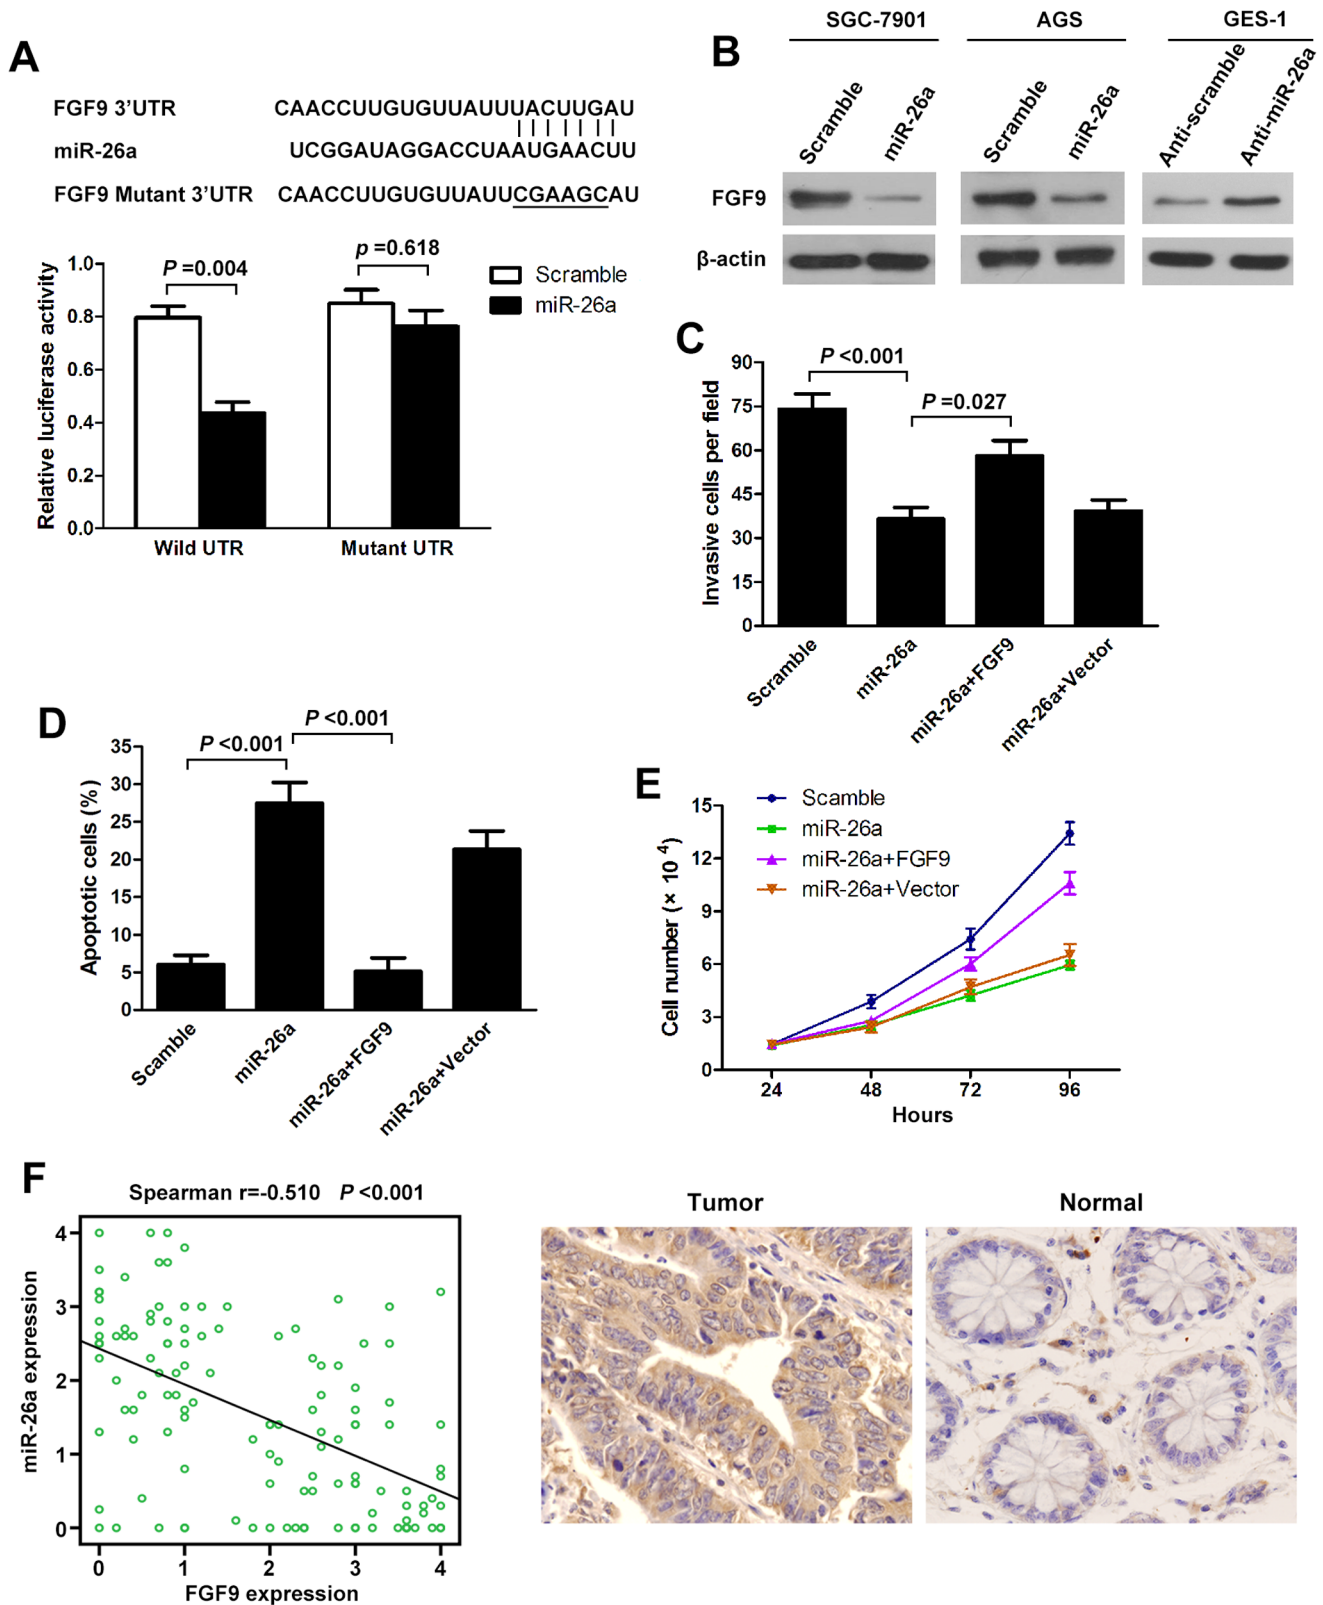 A
FGF9 3’UTR CAACCUUGUGUUAUUUACUUGAU
miR-26a UCGGAUAGGACCUAAUGAACUU
FGF9 Mutant 3’UTR CAACCUUGUGUUAUUCGAAGCAU
Relative luciferase activity
1.0
0.8
0.6
0.4
0.2
0.0
P =0.004
p =0.618
Scramble
miR-26a
Wild UTR
Mutant UTR
B
SGC-7901 AGS GES-1
Scramble miR-26a Scramble miR-26a Anti-scramble Anti-miR-26a
FGF9
β-actin
C
Invasive cells per field
90
75
60
45
30
15
0
P <0.001
P =0.027
Scramble
miR-26a
miR-26a+FGF9
miR-26a+Vector
D
Apoptotic cells (%)
35
30
25
20
15
10
5
0
P <0.001
P <0.001
Scamble
miR-26a
miR-26a+FGF9
miR-26a+Vector
E
Cell number (× 10 4)
15
12
9
6
3
0
Scamble
miR-26a
miR-26a+FGF9
miR-26a+Vector
24 48 72 96
Hours
F
Spearman r=-0.510 P <0.001
miR-26a expression
4
3
2
1
0
0 1 2 3 4
FGF9 expression
Tumor
Normal